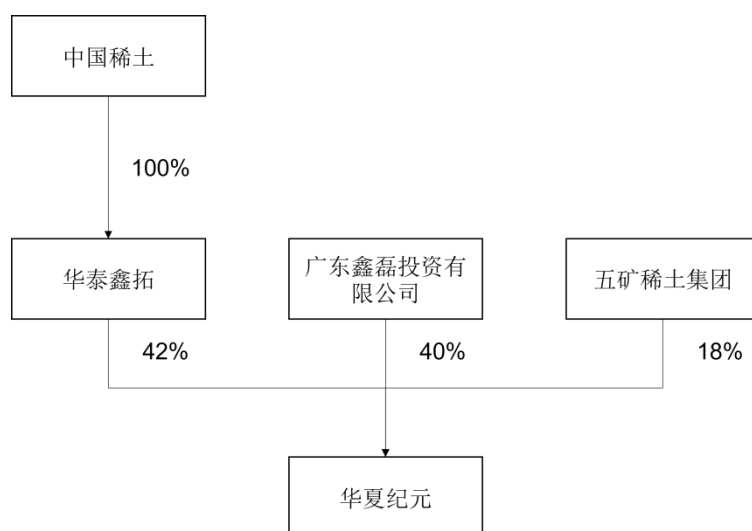 中国稀土
100%
华泰鑫拓
广东鑫磊投资有
限公司
五矿稀土集团
42%
40%
18%
华夏纪元